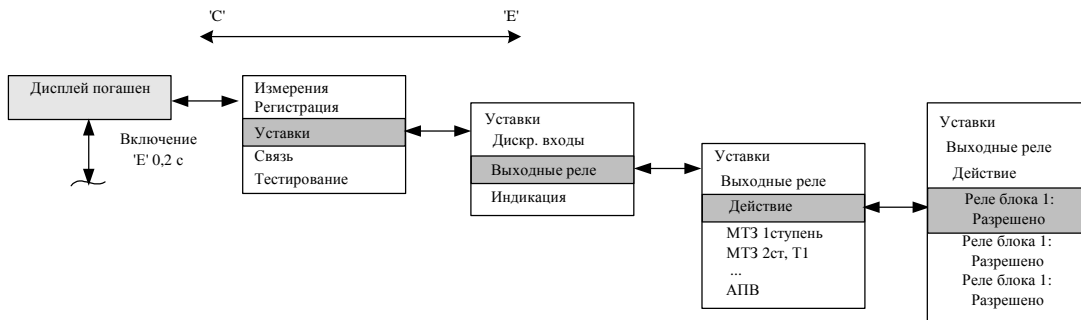 'C'
'E'
Дисплей погашен
Включение
'E' 0,2 с
Измерения
Регистрация
Уставки
Связь
Тестирование
Уставки
Дискр. входы
Выходные реле
Индикация
Уставки
Выходные реле
Действие
МТЗ 1ступень
МТЗ 2ст, Т1
...
АПВ
Уставки
Выходные реле
Действие
Реле блока 1:
Разрешено
Реле блока 1:
Разрешено
Реле блока 1:
Разрешено